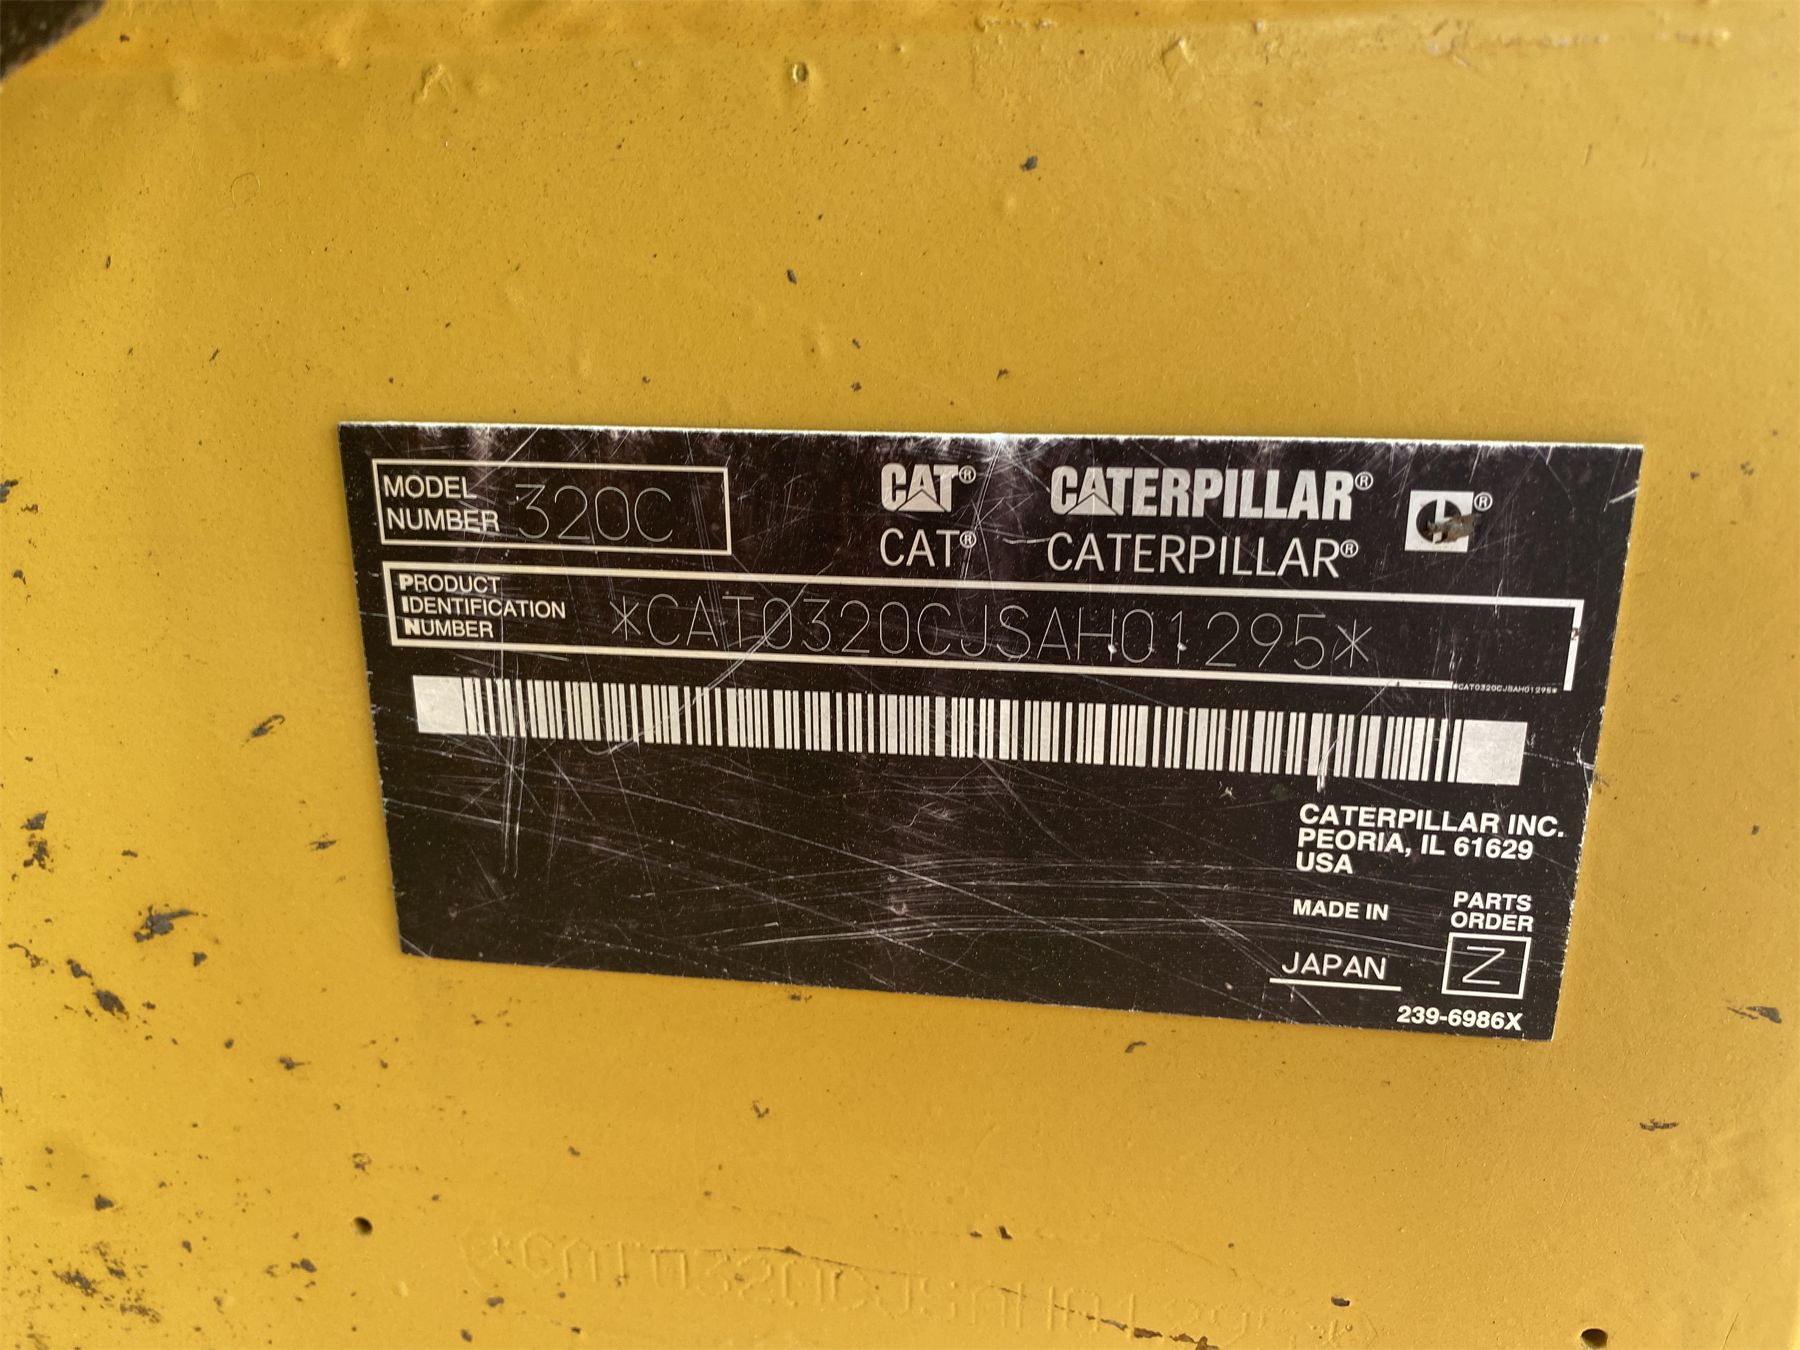 MODEL
NUMBER 320C
CAT® CATERPILLAR® ®
CAT® CATERPILLAR®
PRODUCT
IDENTIFICATION
NUMBER
*CAT0320CJSAH01295*
*CAT0320CJSAH01295*
CATERPILLAR INC.
PEORIA, IL 61629
USA
MADE IN
JAPAN
PARTS
ORDER
Z
239-6986X